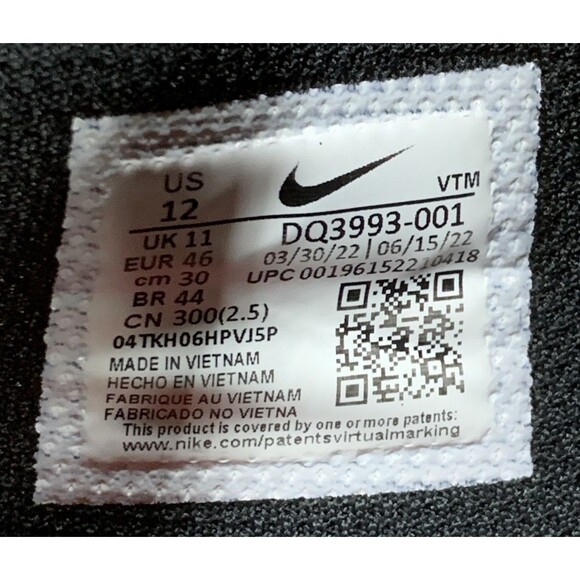 US
12
VTM
DQ3993-001
UK 11
03/30/22 | 06/15/22
EUR 46
UPC 00196152210418
cm 30
BR 44
CN 300(2.5)
04TKH06HPVJ5P
MADE IN VIETNAM
HECHO EN VIETNAM
FABRIQUE AU VIETNAM
FABRICADO NO VIETNA
This product is covered by one or more patents:
www.nike.com/patentsvirtualmarking